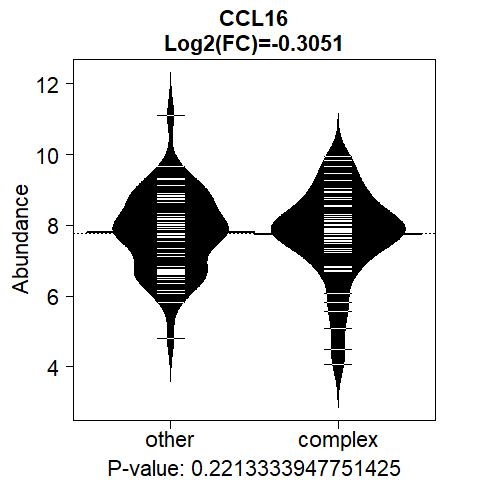 CCL16
Log2(FC)=-0.3051
Abundance
12
10
8
6
4
other complex
P-value: 0.2213333947751425